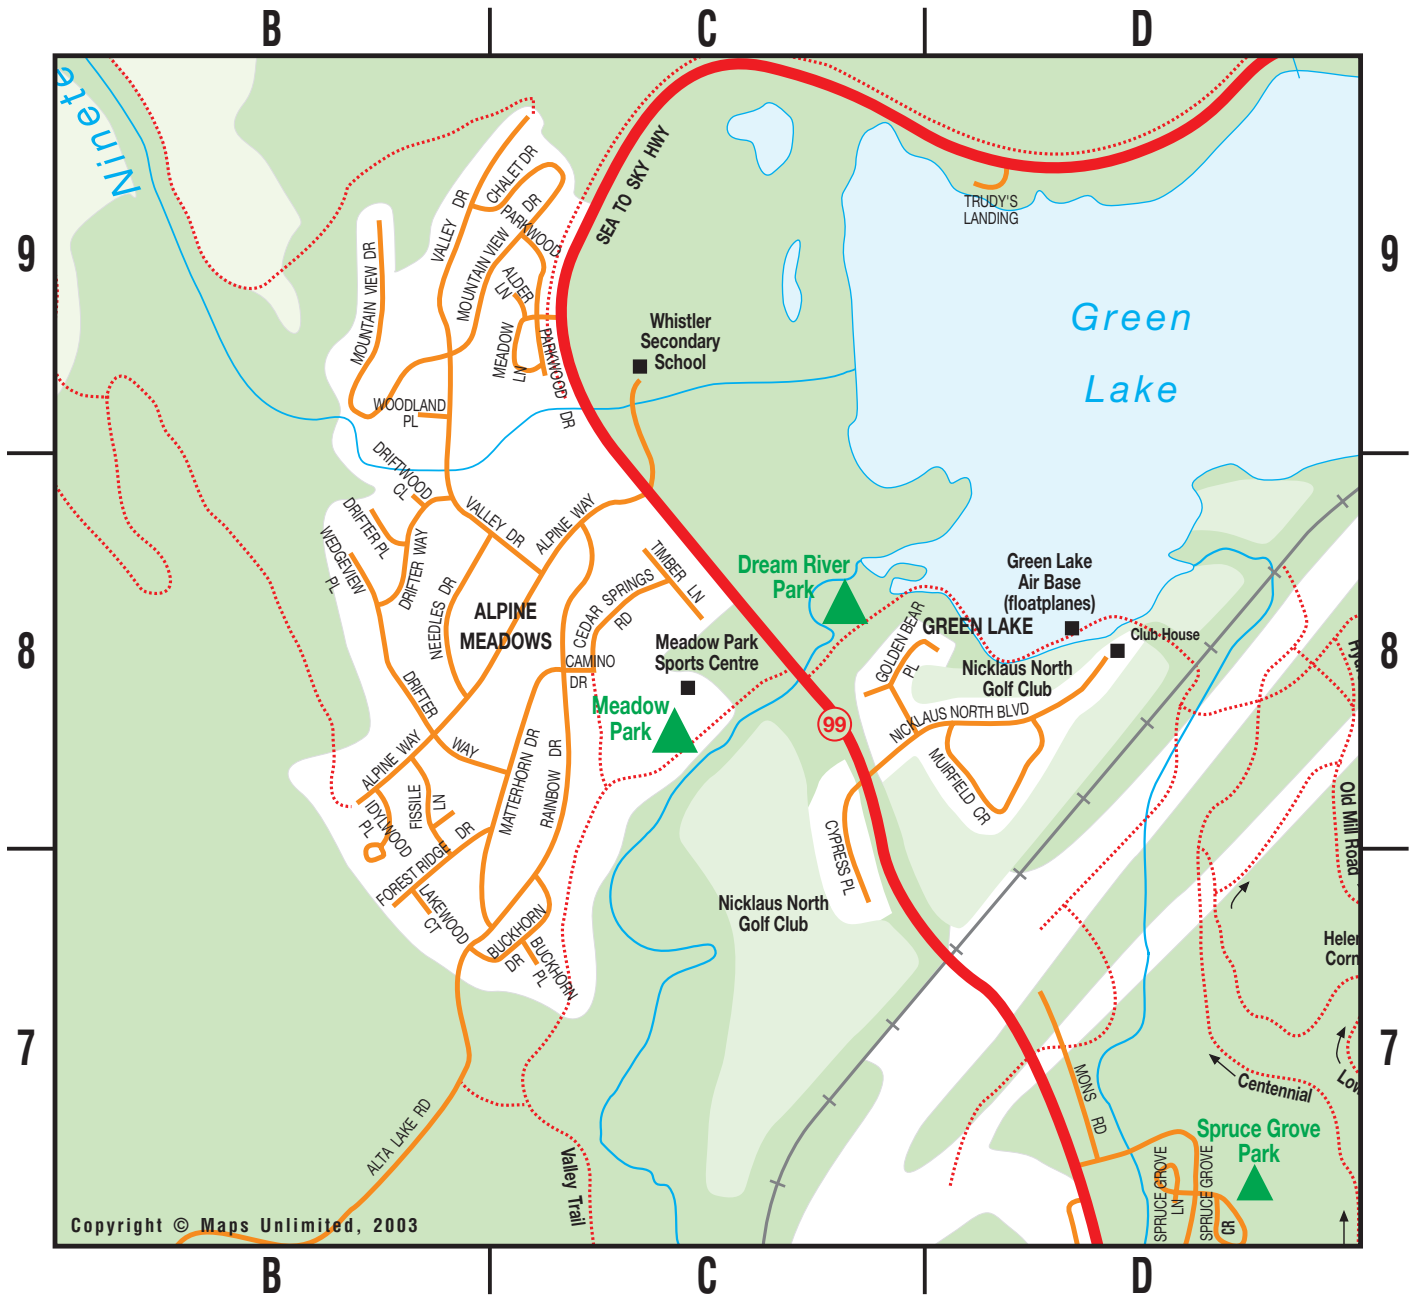 B
C
D
9
9
8
8
7
7
B
C
D
Ninete
SEA TO SKY HWY
TRUDY'S
LANDING
Green
Lake
CHALET DR
VALLEY DR
PARKWOOD
DR
MOUNTAIN VIEW
MOUNTAIN VIEW DR
ALDER
LN
MEADOW
LN
PARKWOOD DR
Whistler
Secondary
School
WOODLAND
PL
DRIFTWOOD
CL
DRIFTER PL
WEDGEVIEW
PL
DRIFTER WAY
VALLEY DR
ALPINE WAY
NEEDLES DR
ALPINE
MEADOWS
CEDAR SPRINGS
RD
TIMBER LN
CAMINO
DR
Meadow Park
Sports Centre
Meadow
Park
Dream River
Park
Green Lake
Air Base
(floatplanes)
GREEN LAKE
Club House
Nicklaus North
Golf Club
GOLDEN BEAR
PL
NICKLAUS NORTH BLVD
MUIRFIELD CR
99
CYPRESS PL
DRIFTER
WAY
ALPINE WAY
IDYLWOOD
PL
FISSILE
LN
MATTERHORN DR
RAINBOW DR
FOREST RIDGE DR
LAKEWOOD
CT
BUCKHORN
DR
BUCKHORN
PL
Nicklaus North
Golf Club
Old Mill Road
Helen
Corn
Low
Centennial
MONS RD
Spruce Grove
Park
SPRUCE GROVE
LN
SPRUCE GROVE
CR
ALTA LAKE RD
Valley Trail
Copyright © Maps Unlimited, 2003